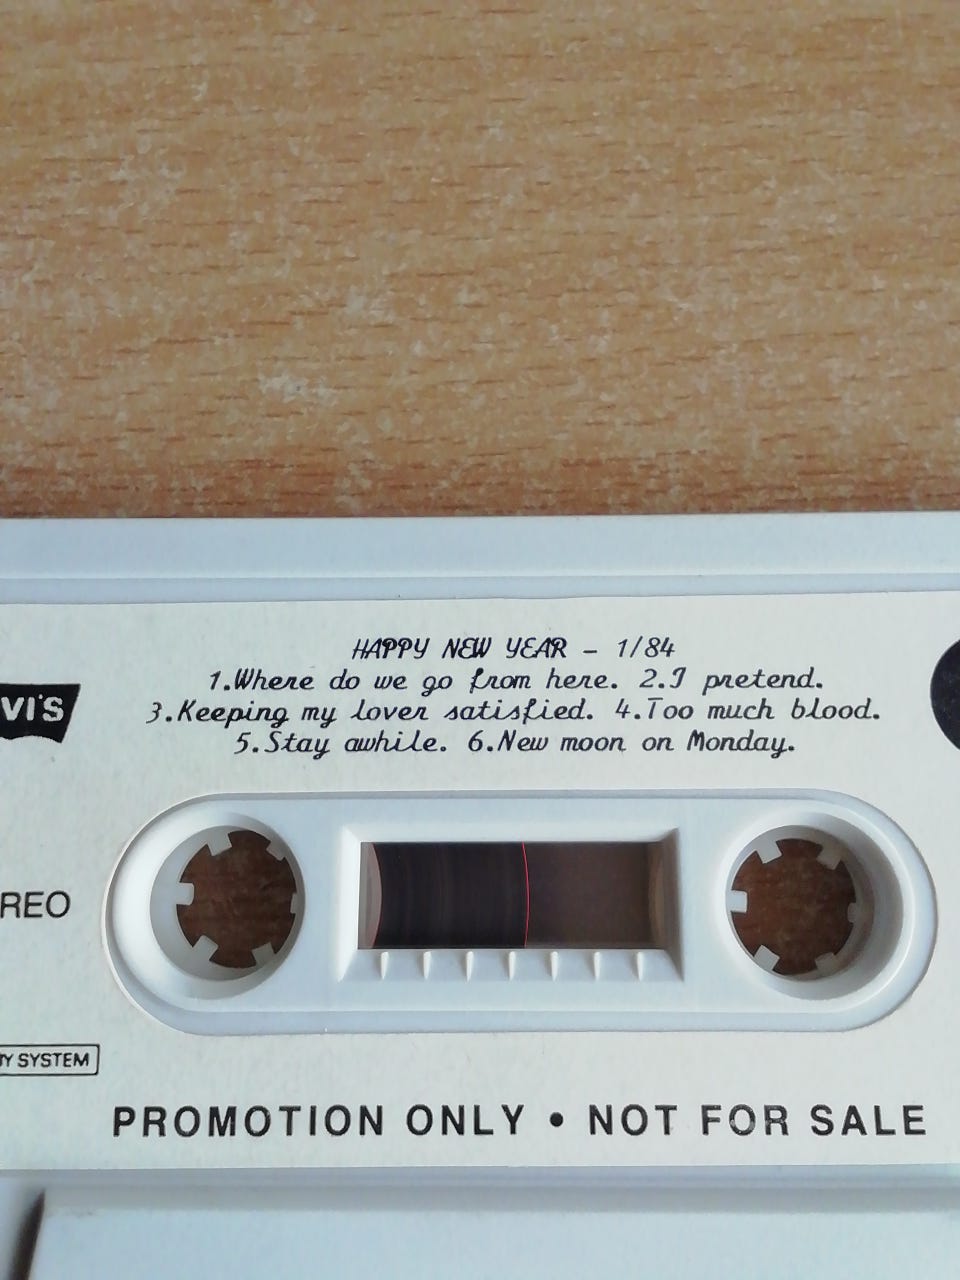 HAPPY NEW YEAR - 1/84
1.Where do we go from here. 2.I pretend.
3.Keeping my lover satisfied. 4.Too much blood.
5.Stay awhile. 6.New moon on Monday.
VI'S
REO
TY SYSTEM
PROMOTION ONLY • NOT FOR SALE